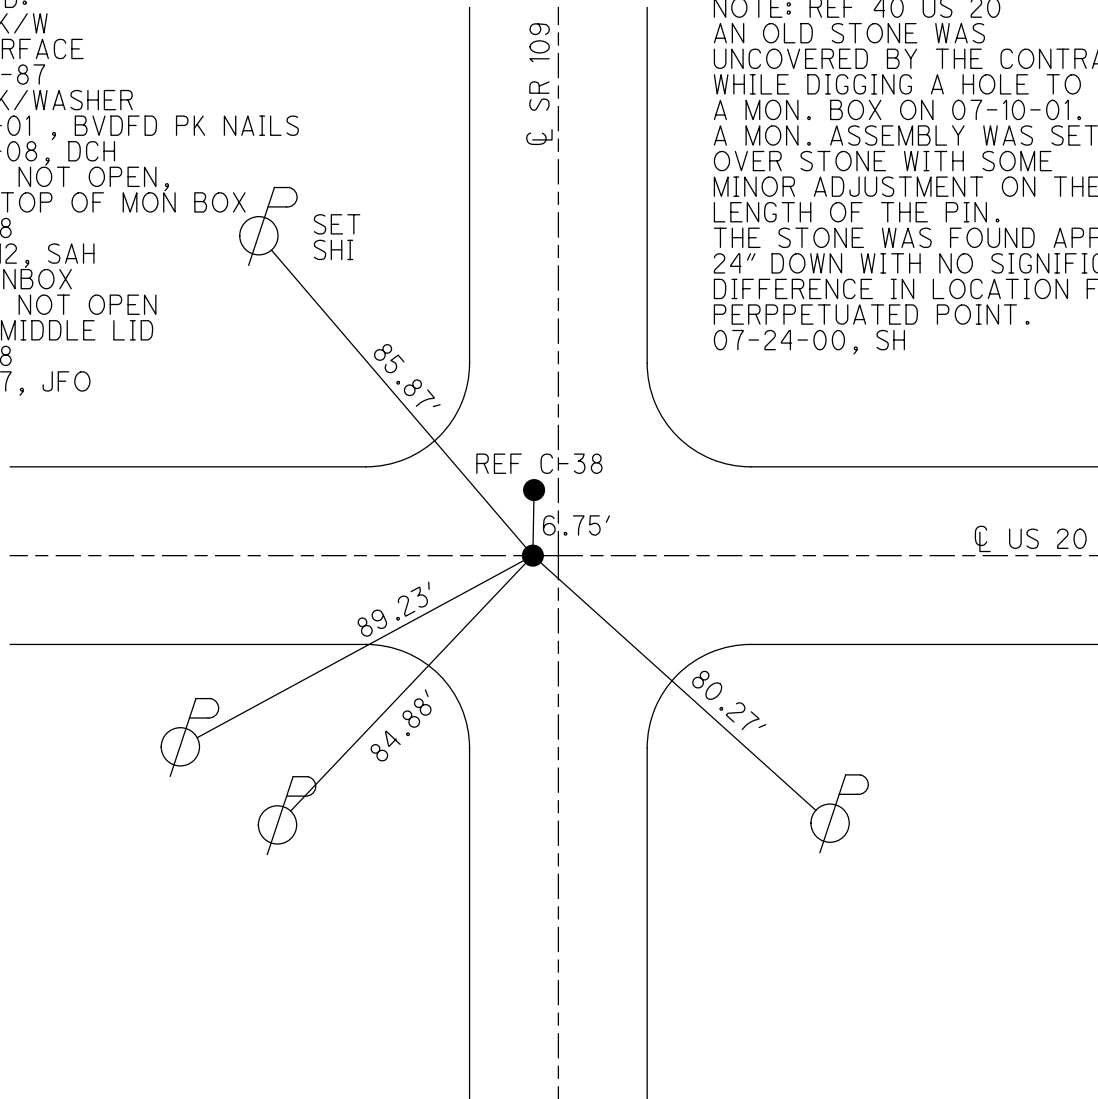 K/W
RFACE
-87
K/WASHER
-01 , BVDFD PK NAILS
-08, DCH
NOT OPEN,
TOP OF MON BOX
8
12, SAH
NBOX
NOT OPEN
MIDDLE LID
8
7, JFO
SET
SHI
℄ SR 109
NOTE: REF 40 US 20
AN OLD STONE WAS
UNCOVERED BY THE CONTRA
WHILE DIGGING A HOLE TO
A MON. BOX ON 07-10-01.
A MON. ASSEMBLY WAS SET
OVER STONE WITH SOME
MINOR ADJUSTMENT ON THE
LENGTH OF THE PIN.
THE STONE WAS FOUND APP
24" DOWN WITH NO SIGNIFIC
DIFFERENCE IN LOCATION F
PERPPETUATED POINT.
07-24-00, SH
85.87'
REF C-38
6.75'
℄ US 20
89.23'
84.88'
80.27'